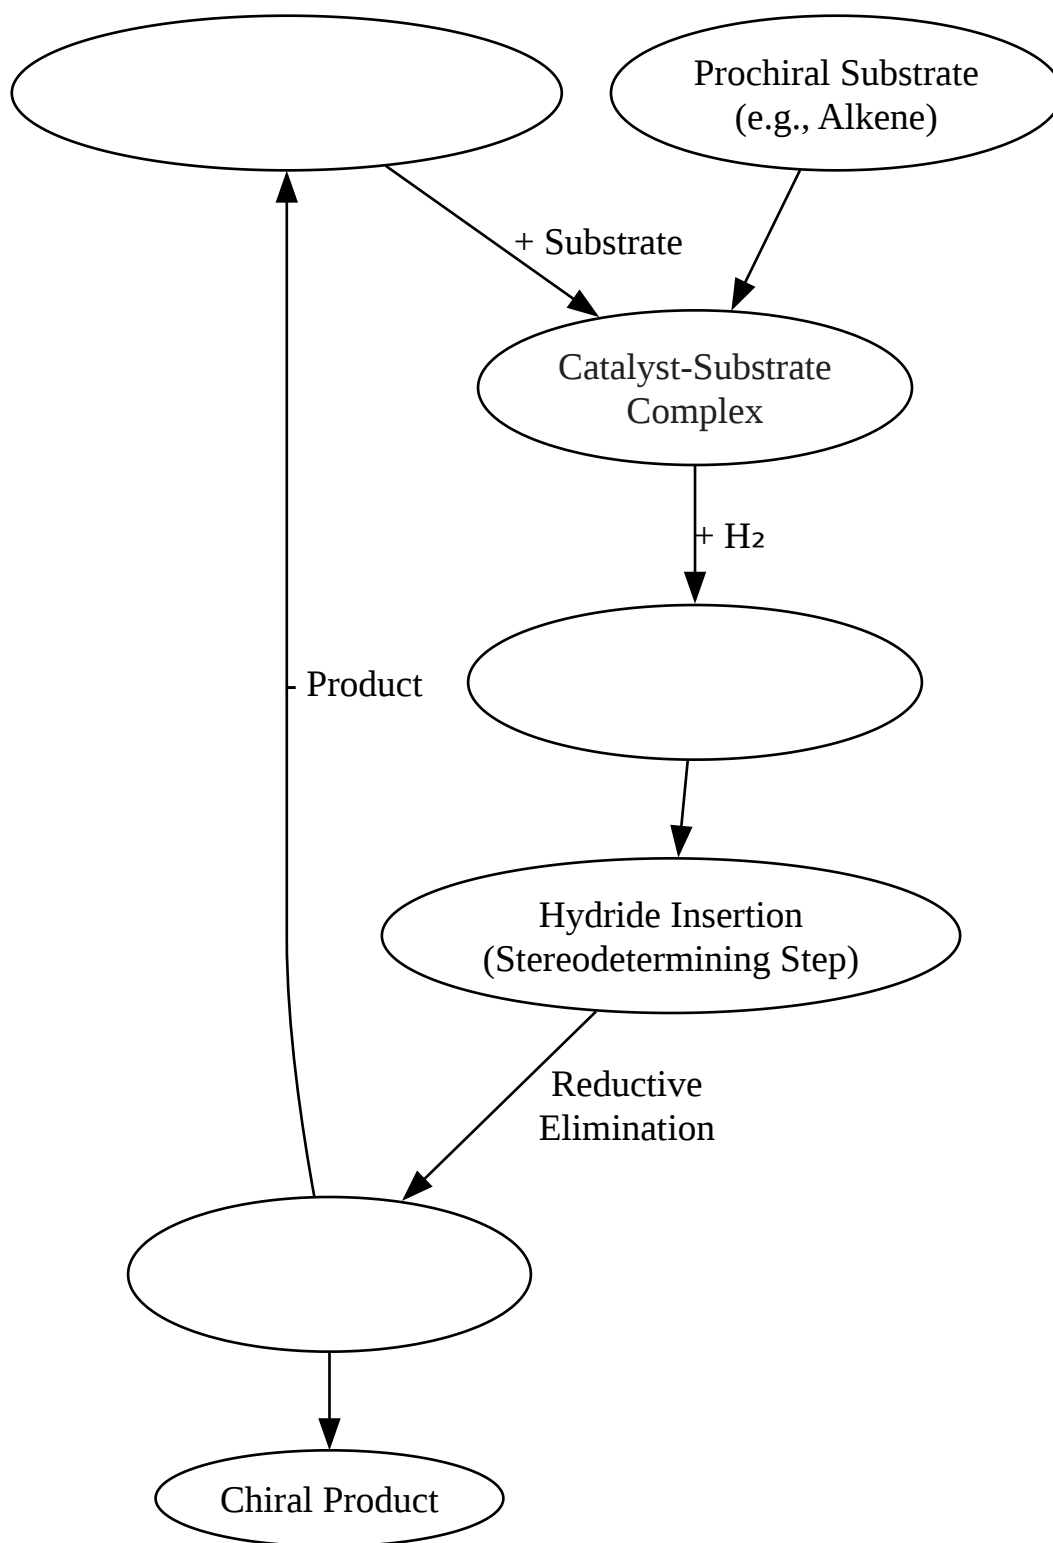 Prochiral Substrate
(e.g., Alkene)
+ Substrate
Catalyst-Substrate
Complex
+ H₂
- Product
Hydride Insertion
(Stereodetermining Step)
Reductive
Elimination
Chiral Product